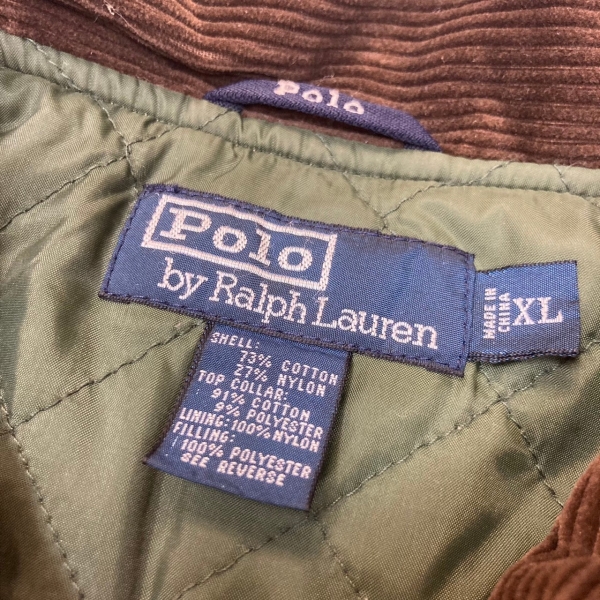 Polo
Polo
by Ralph Lauren
MADE IN
CHINA
XL
SHELL:
73% COTTON
27% NYLON
TOP COLLAR:
91% COTTON
9% POLYESTER
LINING:100%NYLON
FILLING:
100% POLYESTER
SEE REVERSE